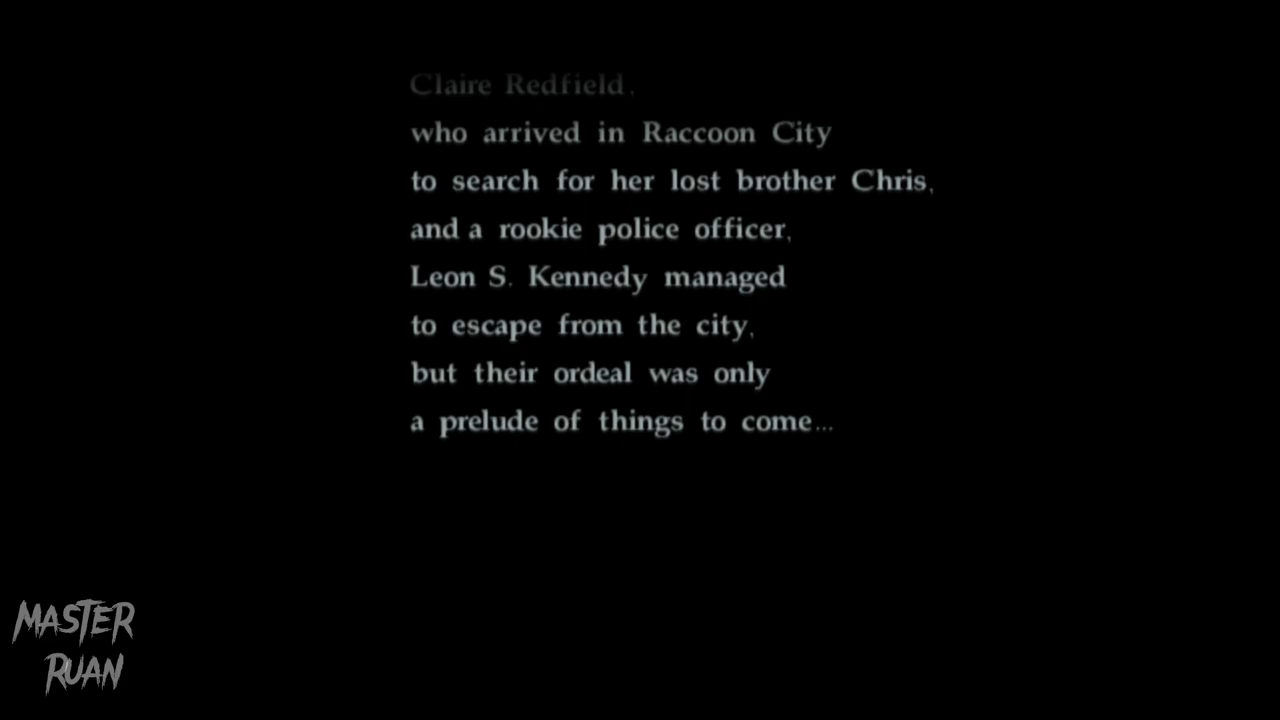 Claire Redfield,
who arrived in Raccoon City
to search for her lost brother Chris,
and a rookie police officer,
Leon S. Kennedy managed
to escape from the city,
but their ordeal was only
a prelude of things to come...
MASTER
RUAN